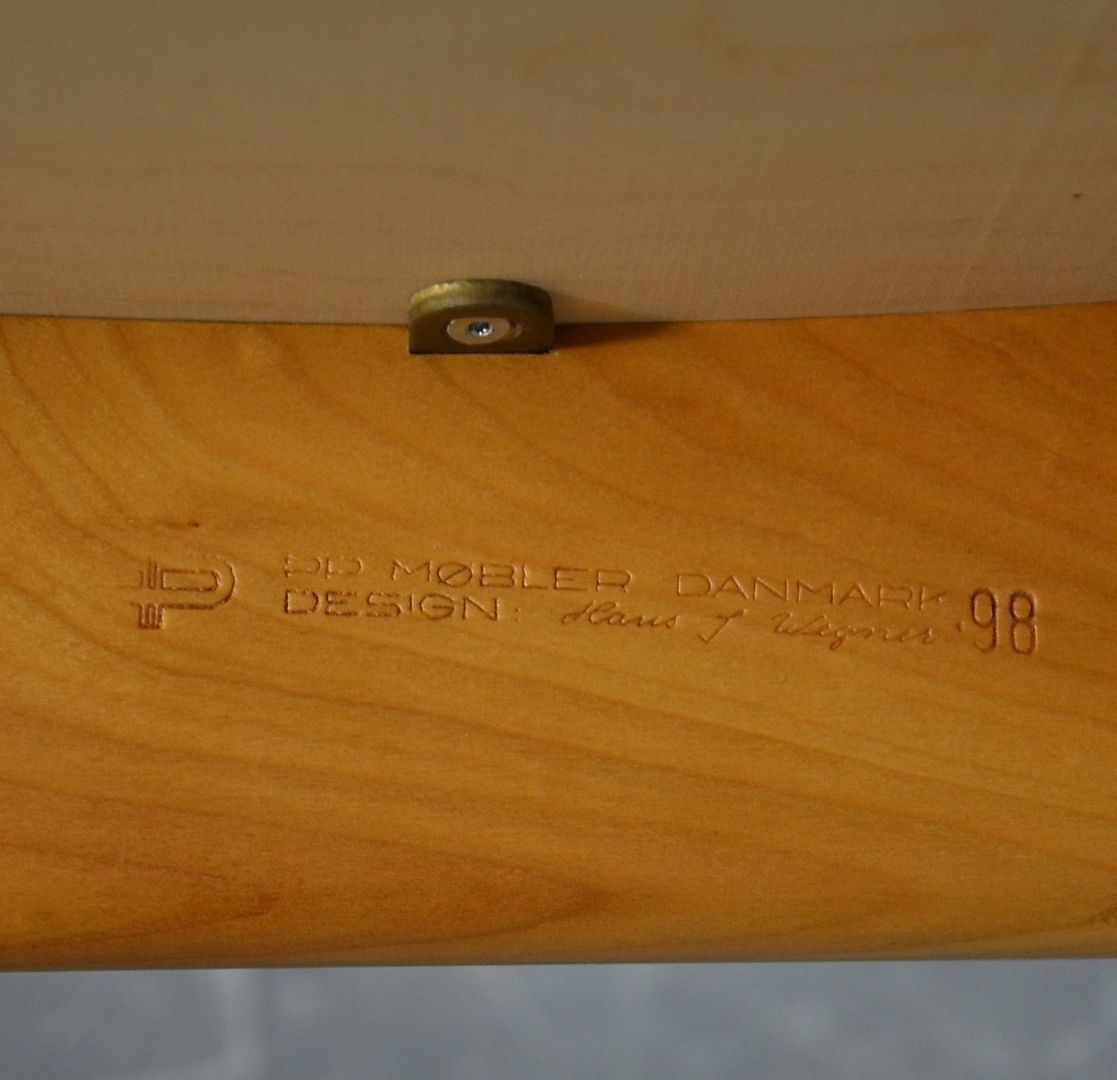 PP MØBLER DANMARK '98
DESIGN: Hans J Wegner